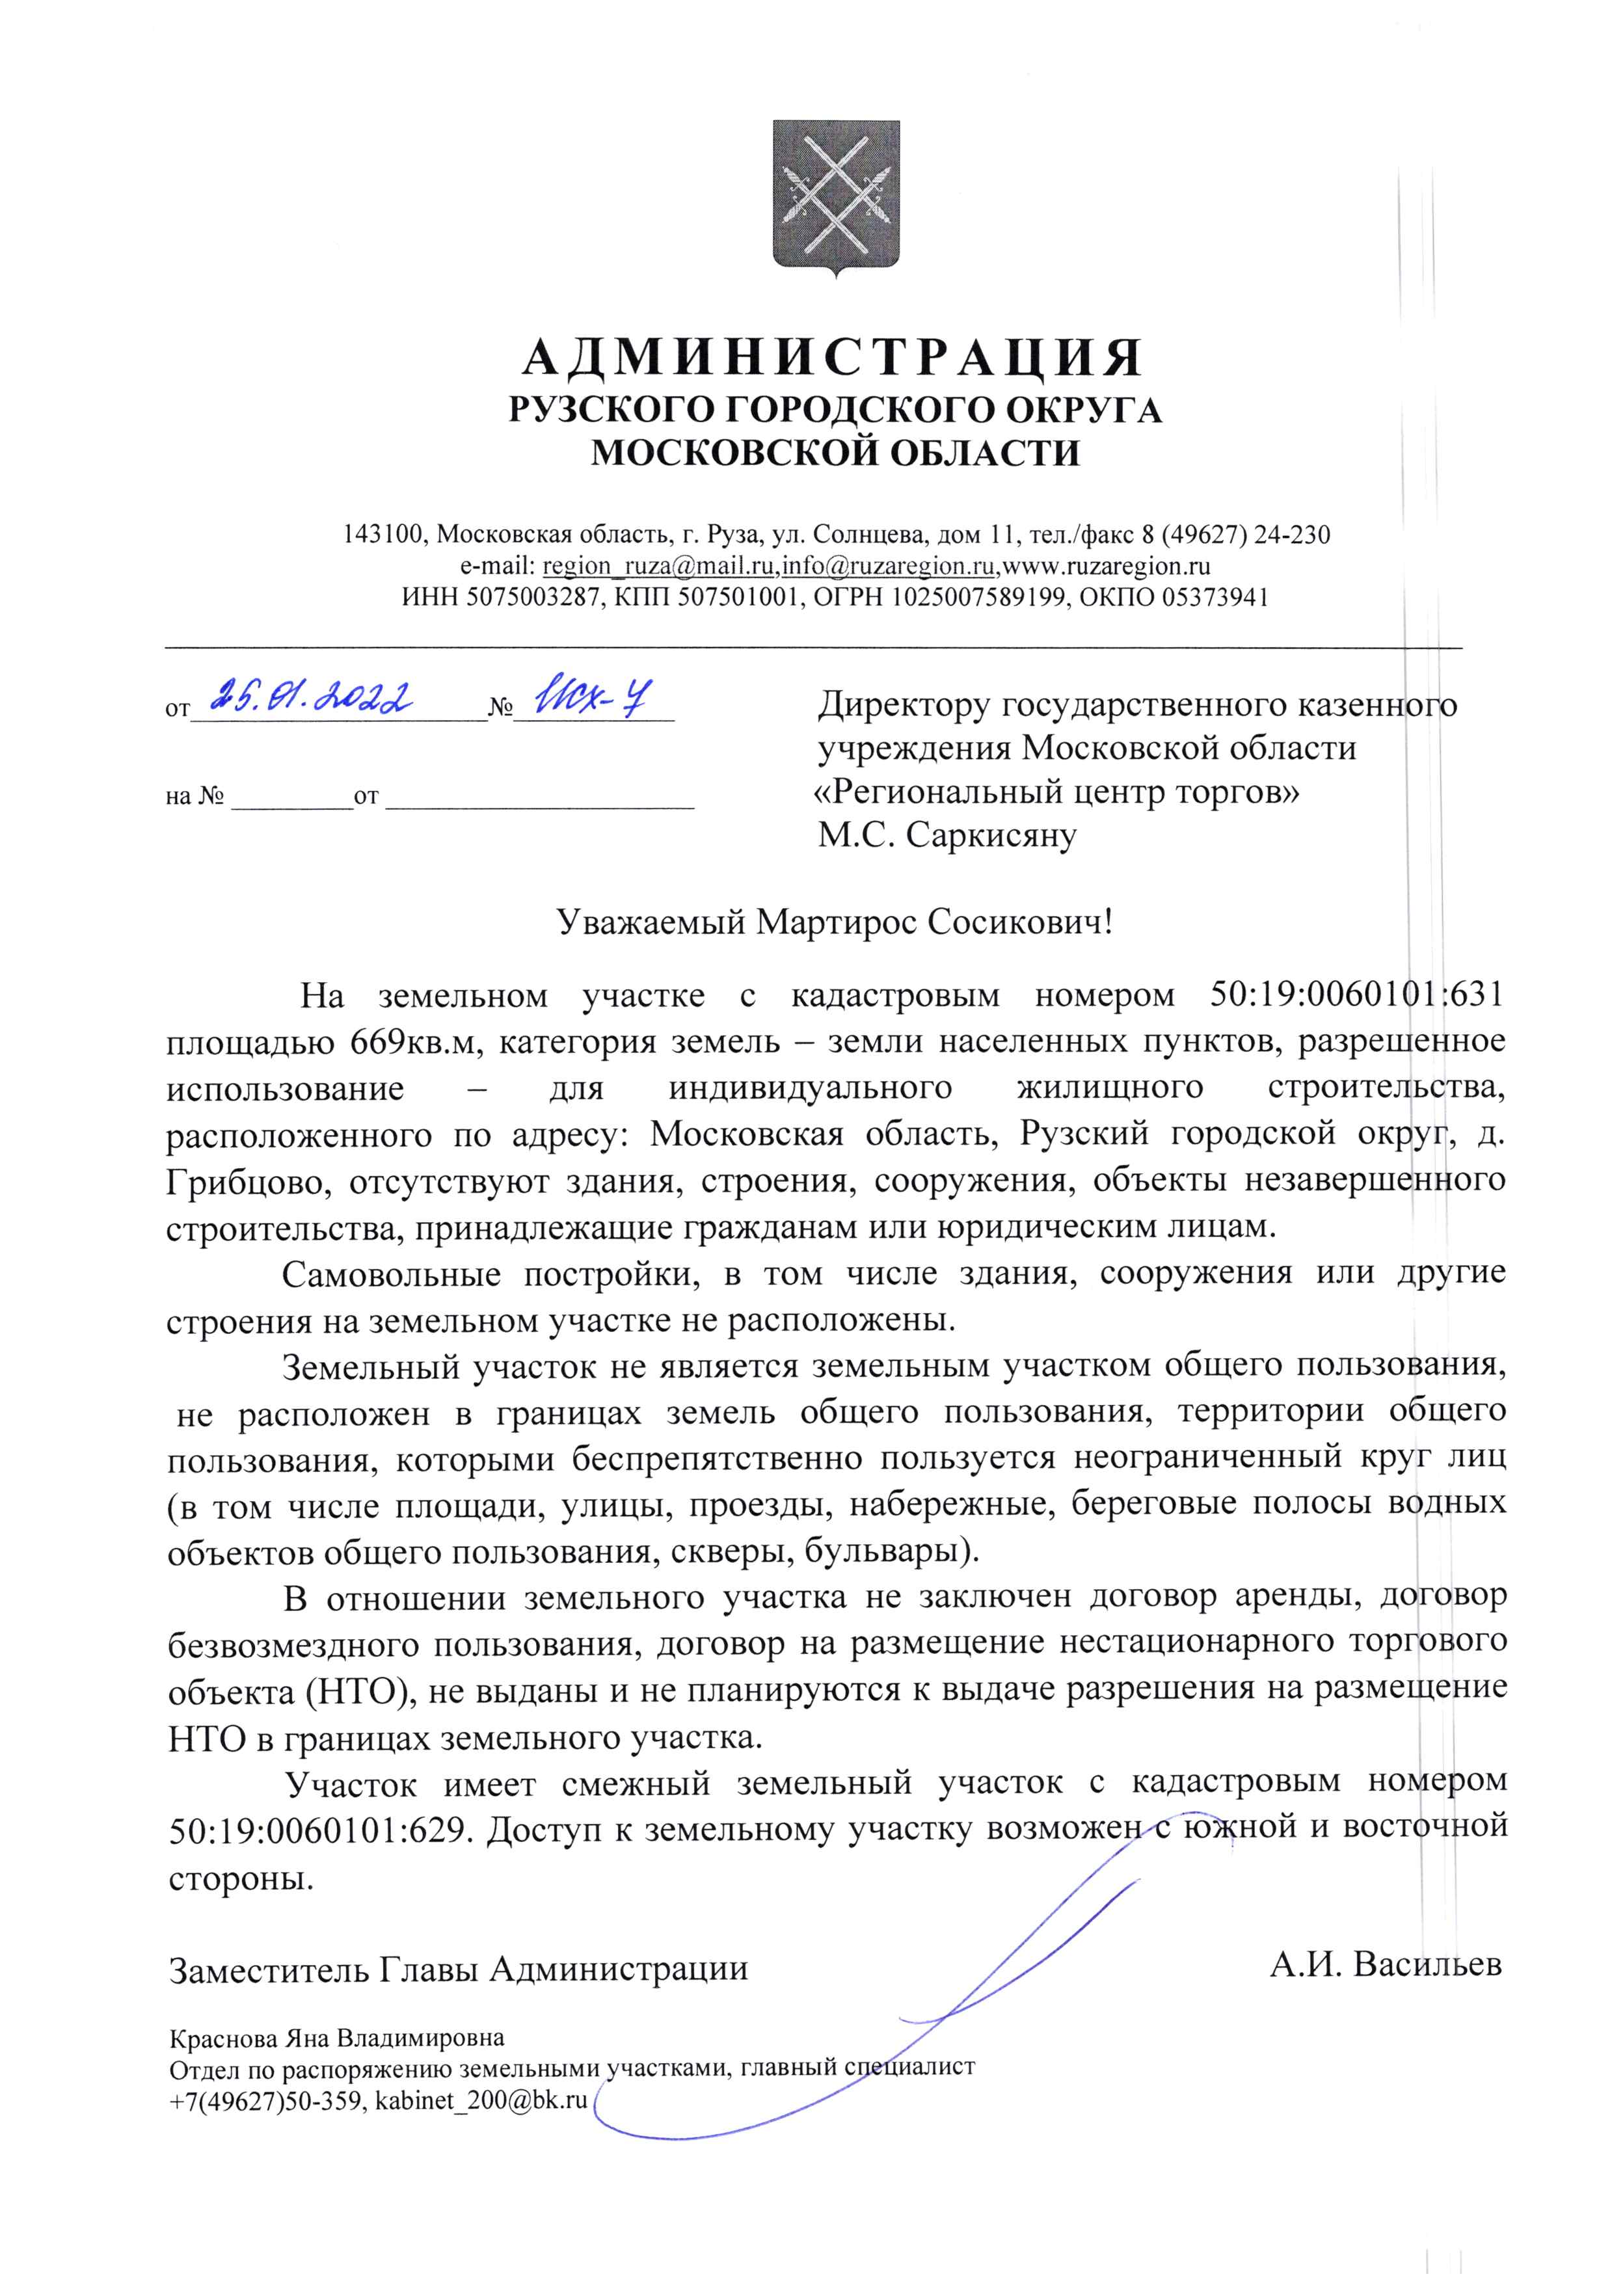 АДМИНИСТРАЦИЯ
РУЗСКОГО ГОРОДСКОГО ОКРУГА
МОСКОВСКОЙ ОБЛАСТИ
143100, Московская область, г. Руза, ул. Солнцева, дом 11, тел./факс 8 (49627) 24-230
e-mail: region_ruza@mail.ru,info@ruzaregion.ru,www.ruzaregion.ru
ИНН 5075003287, КПП 507501001, ОГРН 1025007589199, ОКПО 05373941
от 25.01.2022 № Исх-7
на № __________от ____________________
Директору государственного казенного
учреждения Московской области
«Региональный центр торгов»
М.С. Саркисяну
Уважаемый Мартирос Сосикович!
На земельном участке с кадастровым номером 50:19:0060101:631
площадью 669кв.м, категория земель – земли населенных пунктов, разрешенное
использование – для индивидуального жилищного строительства,
расположенного по адресу: Московская область, Рузский городской округ, д.
Грибцово, отсутствуют здания, строения, сооружения, объекты незавершенного
строительства, принадлежащие гражданам или юридическим лицам.
Самовольные постройки, в том числе здания, сооружения или другие
строения на земельном участке не расположены.
Земельный участок не является земельным участком общего пользования,
не расположен в границах земель общего пользования, территории общего
пользования, которыми беспрепятственно пользуется неограниченный круг лиц
(в том числе площади, улицы, проезды, набережные, береговые полосы водных
объектов общего пользования, скверы, бульвары).
В отношении земельного участка не заключен договор аренды, договор
безвозмездного пользования, договор на размещение нестационарного торгового
объекта (НТО), не выданы и не планируются к выдаче разрешения на размещение
НТО в границах земельного участка.
Участок имеет смежный земельный участок с кадастровым номером
50:19:0060101:629. Доступ к земельному участку возможен с южной и восточной
стороны.
Заместитель Главы Администрации А.И. Васильев
Краснова Яна Владимировна
Отдел по распоряжению земельными участками, главный специалист
+7(49627)50-359, kabinet_200@bk.ru